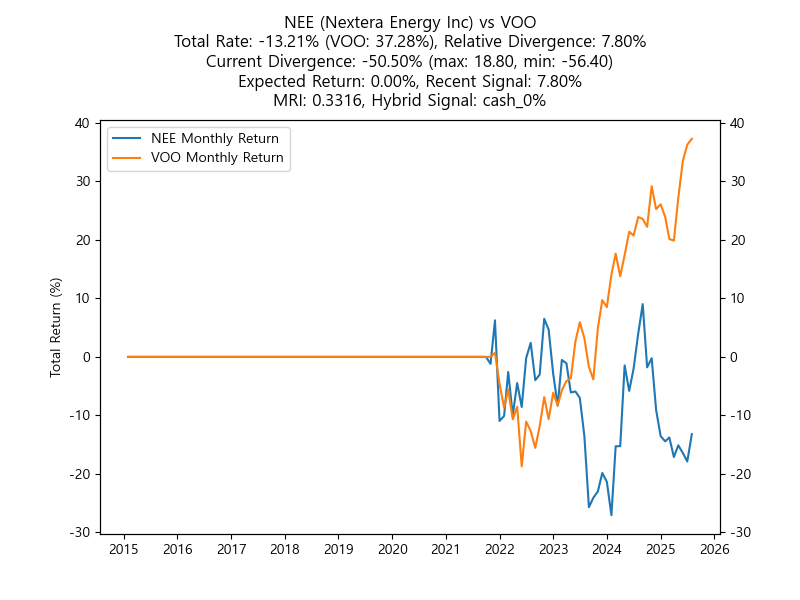 NEE (Nextera Energy Inc) vs VOO
Total Rate: -13.21% (VOO: 37.28%), Relative Divergence: 7.80%
Current Divergence: -50.50% (max: 18.80, min: -56.40)
Expected Return: 0.00%, Recent Signal: 7.80%
MRI: 0.3316, Hybrid Signal: cash_0%
NEE Monthly Return
VOO Monthly Return
Total Return (%)
40
30
20
10
0
-10
-20
-30
40
30
20
10
0
-10
-20
-30
2015 2016 2017 2018 2019 2020 2021 2022 2023 2024 2025 2026